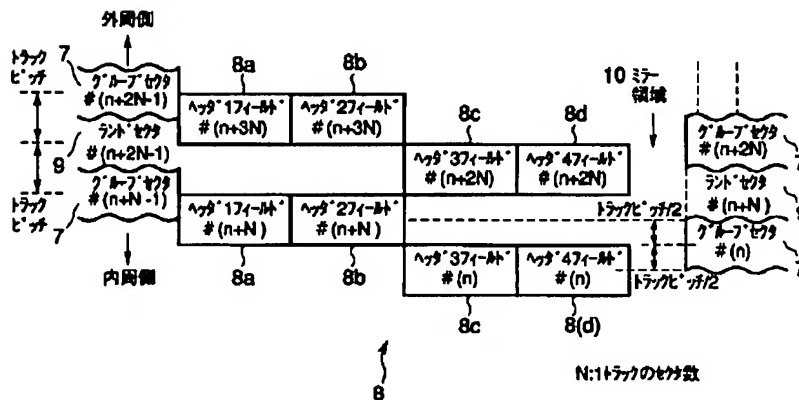 外周側
トラック
ピッチ
7
グルーブセクタ
#(n+2N-1)
ランドセクタ
#(n+2N-1)
9
グルーブセクタ
#(n+N-1)
トラック
ピッチ
7
内周側
8a
8b
ヘッダ1フィールド
#(n+3N)
ヘッダ2フィールド
#(n+3N)
8c
8d
ヘッダ3フィールド
#(n+2N)
ヘッダ4フィールド
#(n+2N)
ヘッダ1フィールド
#(n+N)
ヘッダ2フィールド
#(n+N)
8a
8b
ヘッダ3フィールド
#(n)
ヘッダ4フィールド
#(n)
8c
8(d)
10 ミラー
領域
トラックピッチ/2
トラックピッチ/2
グルーブセクタ
#(n+2N)
ランドセクタ
#(n+N)
グルーブセクタ
#(n)
8
N:1トラックのセクタ数